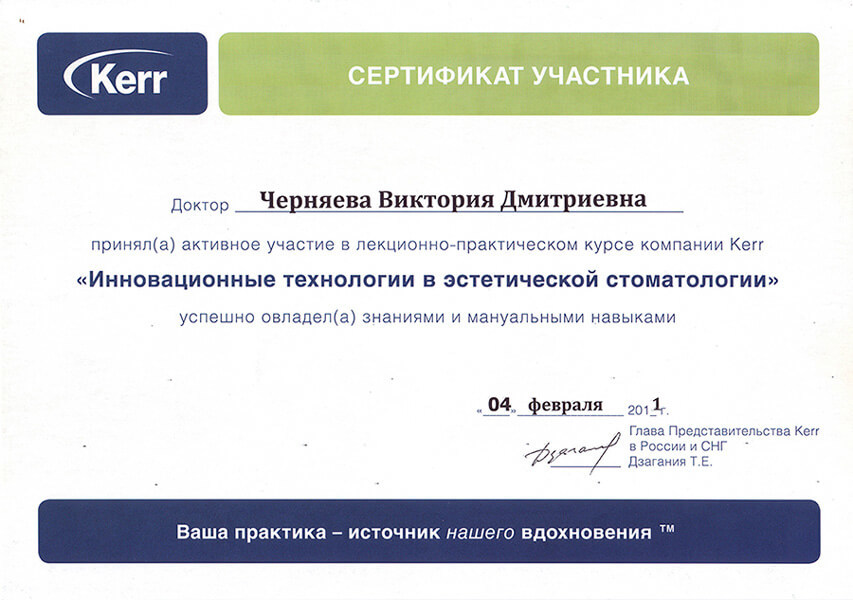 Kerr
СЕРТИФИКАТ УЧАСТНИКА
Доктор Черняева Виктория Дмитриевна
принял(а) активное участие в лекционно-практическом курсе компании Kerr
«Инновационные технологии в эстетической стоматологии»
успешно овладел(а) знаниями и мануальными навыками
„04" февраля 2011г.
Глава Представительства Kerr
в России и СНГ
Дзагания Т.Е.
Ваша практика – источник нашего вдохновения ™